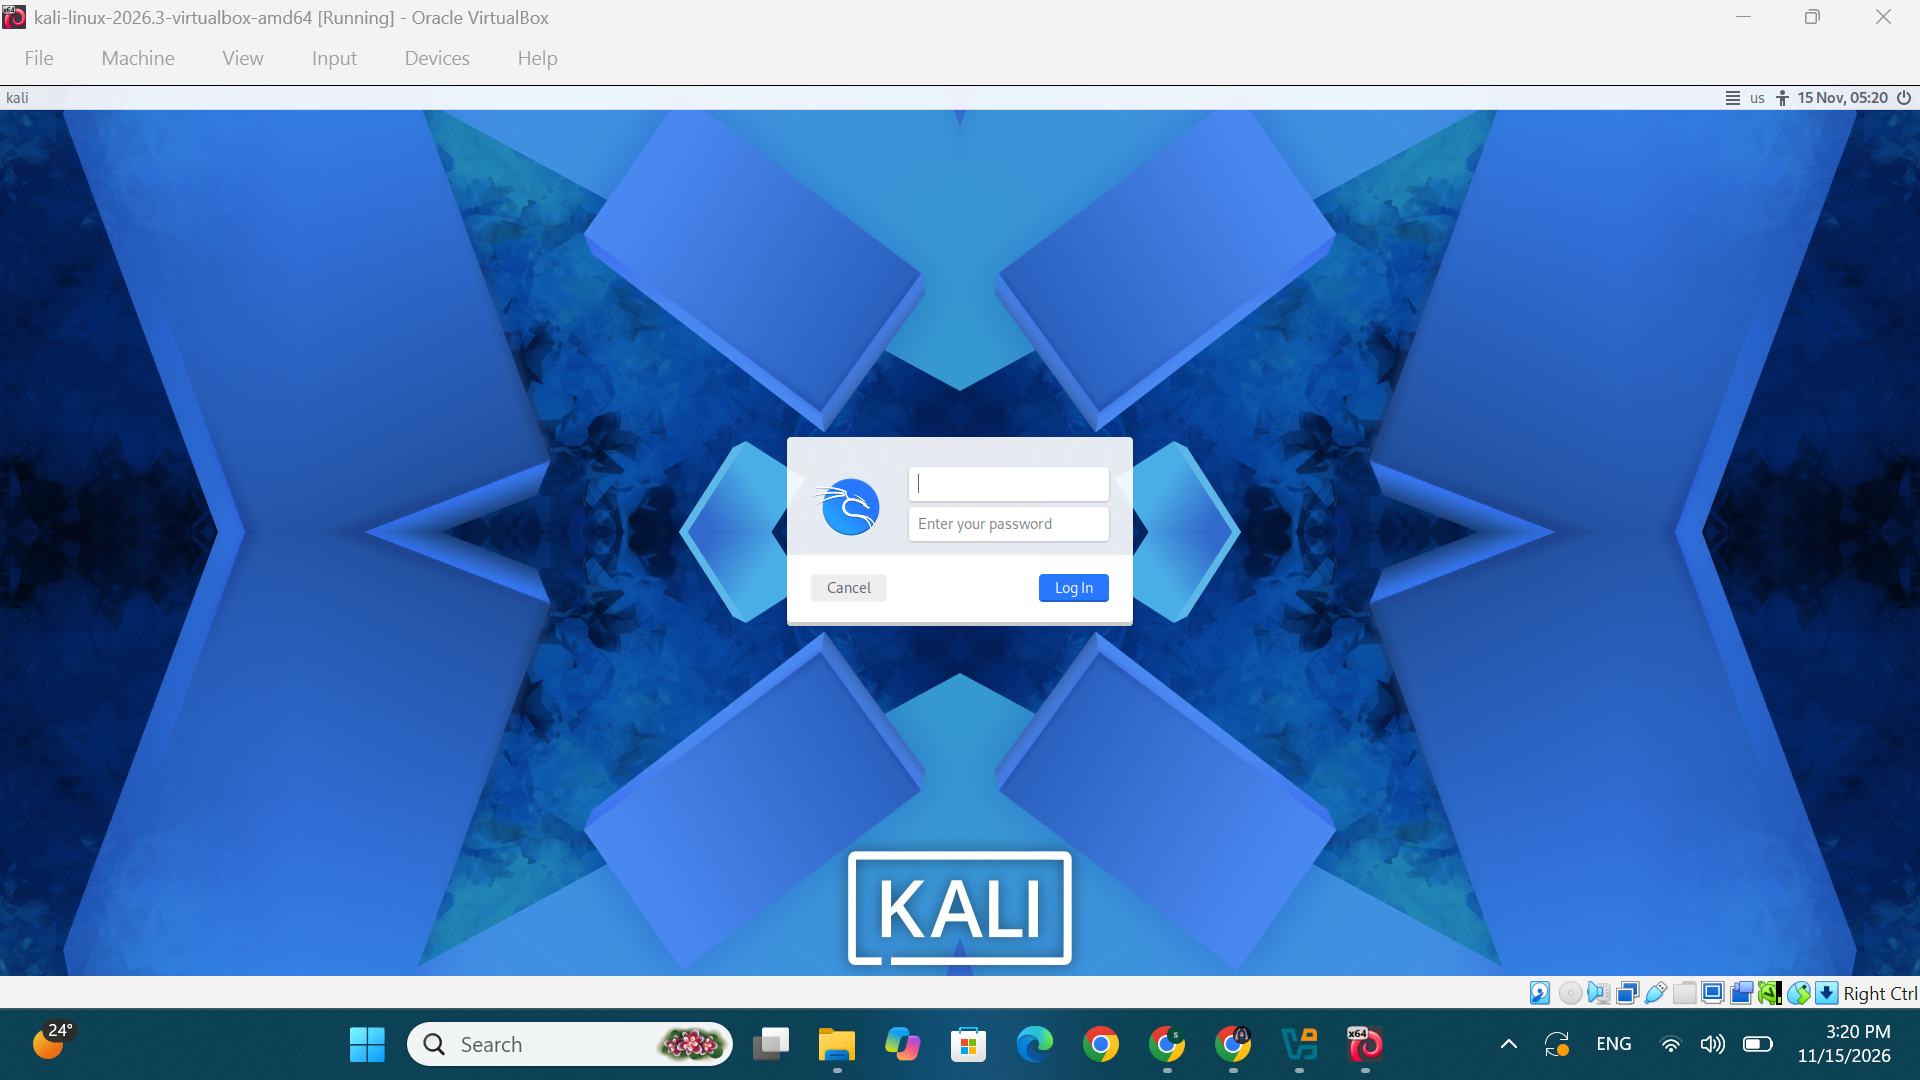 kali-linux-2026.3-virtualbox-amd64 [Running] - Oracle VirtualBox
File Machine View Input Devices Help
kali us 15 Nov, 05:20
Enter your password
Cancel Log In
KALI
Right Ctrl
24°
Search
x64
ENG
3:20 PM
11/15/2026